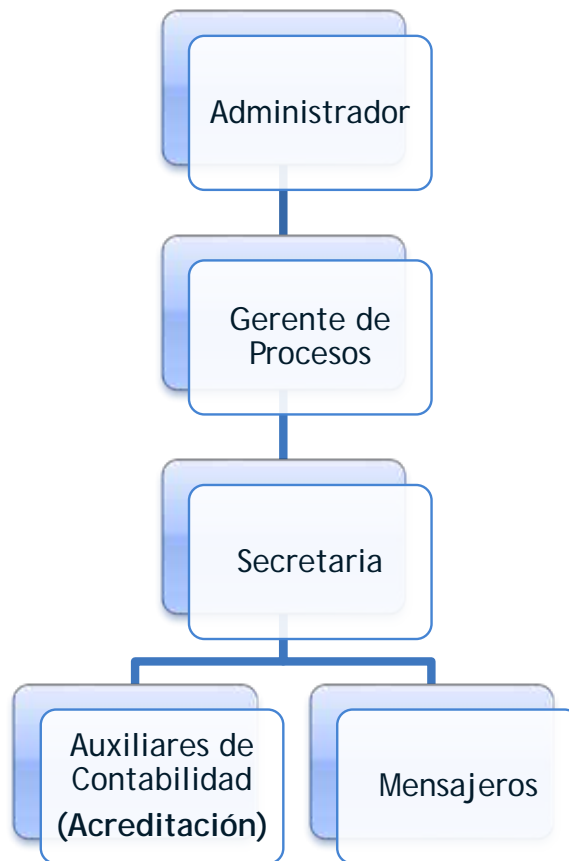 Administrador
Gerente de
Procesos
Secretaria
Auxiliares de
Contabilidad
(Acreditación)
Mensajeros